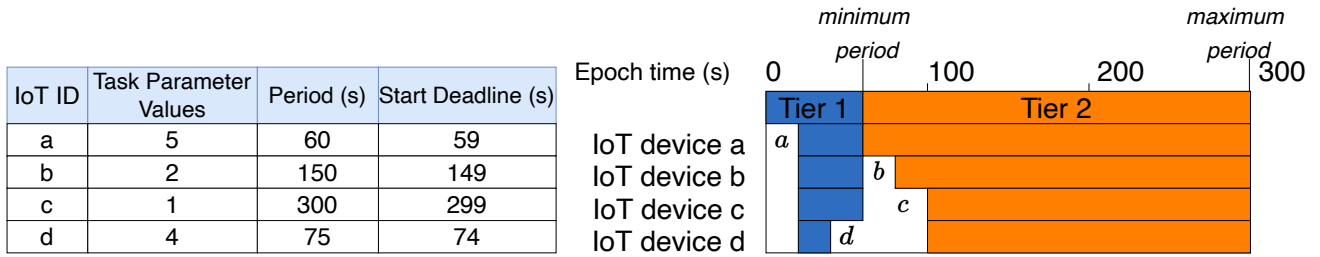 IoT ID Task Parameter Values Period (s) Start Deadline (s)
a 5 60 59
b 2 150 149
c 1 300 299
d 4 75 74
minimum period
maximum period
Epoch time (s) 0 100 200 300
Tier 1 Tier 2
IoT device a a
IoT device b b
IoT device c c
IoT device d d